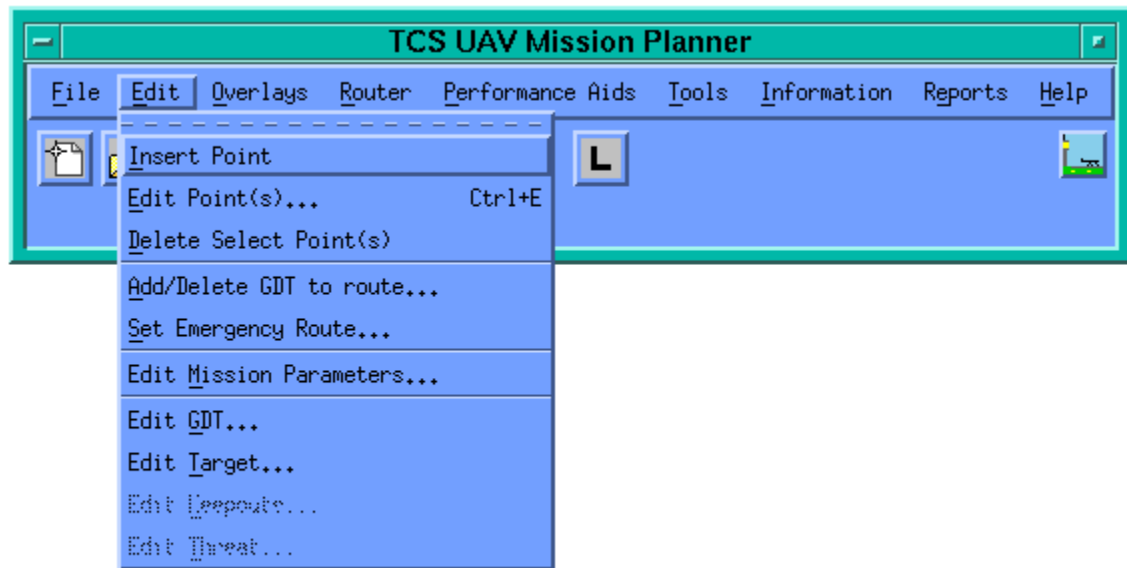 TCS UAV Mission Planner
File Edit Overlays Router Performance Aids Tools Information Reports Help
L
Insert Point
Edit Point(s)... Ctrl+E
Delete Select Point(s)
Add/Delete GDT to route...
Set Emergency Route...
Edit Mission Parameters...
Edit GDT...
Edit Target...
Edit Keepouts...
Edit Threat...